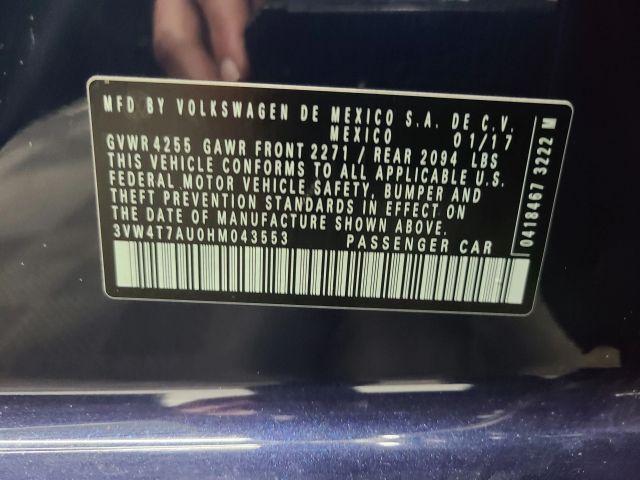 MFD BY VOLKSWAGEN DE MEXICO S.A. DE C.V.
MEXICO 01/17
GVWR 4255 GAWR FRONT 2271 / REAR 2094 LBS
THIS VEHICLE CONFORMS TO ALL APPLICABLE U.S.
FEDERAL MOTOR VEHICLE SAFETY, BUMPER AND
THEFT PREVENTION STANDARDS IN EFFECT ON
THE DATE OF MANUFACTURE SHOWN ABOVE.
3VW4T7AU0HM043553 PASSENGER CAR
0418467 3222 M